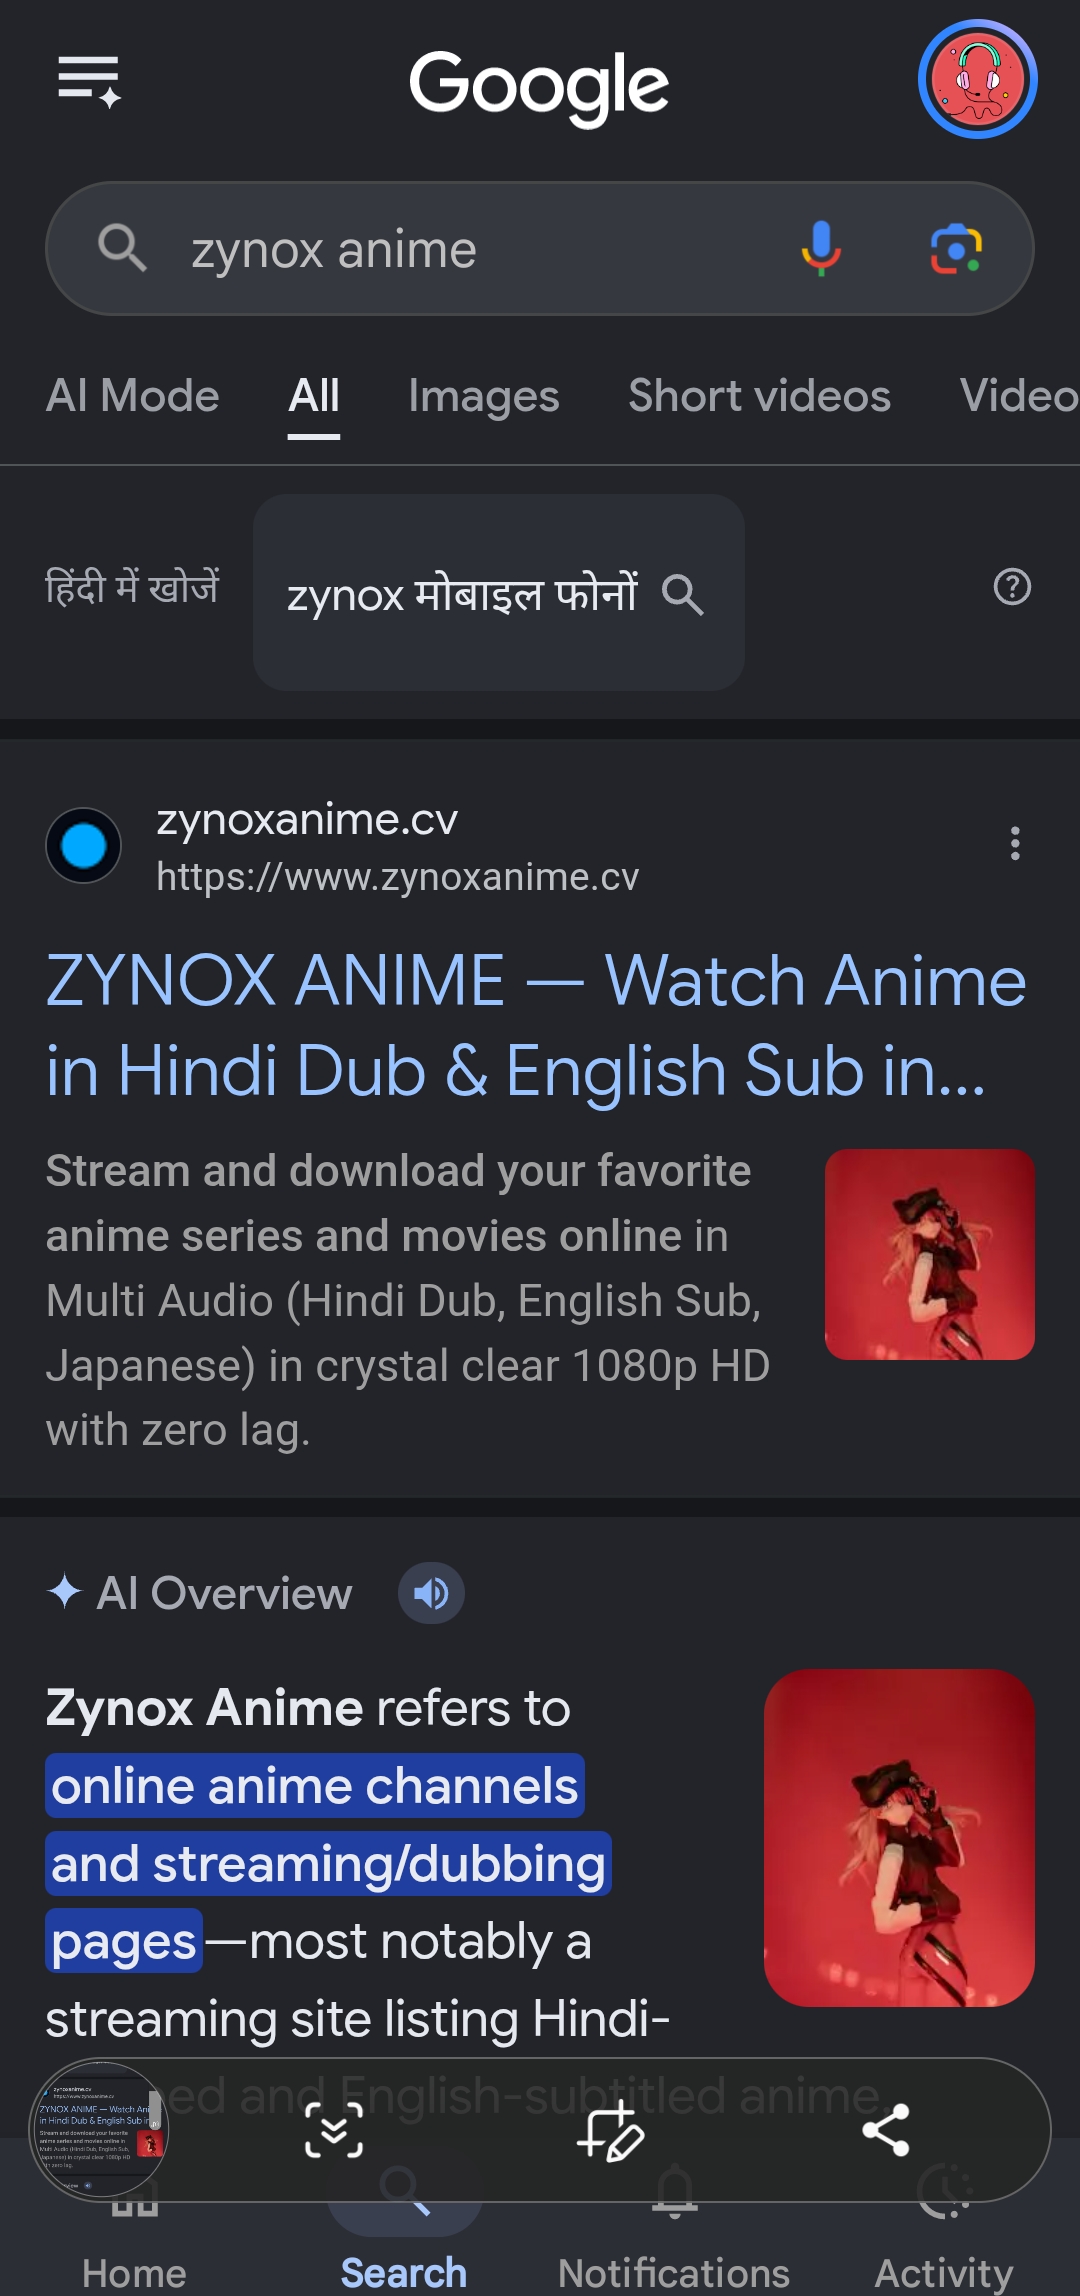 Google
zynox anime
AI Mode All Images Short videos Video
हिंदी में खोजें zynox मोबाइल फोनों
zynoxanime.cv
https://www.zynoxanime.cv
ZYNOX ANIME — Watch Anime
in Hindi Dub & English Sub in...
Stream and download your favorite
anime series and movies online in
Multi Audio (Hindi Dub, English Sub,
Japanese) in crystal clear 1080p HD
with zero lag.
AI Overview
Zynox Anime refers to
online anime channels
and streaming/dubbing
pages—most notably a
streaming site listing Hindi-
and English-subtitled anime.
Home Search Notifications Activity